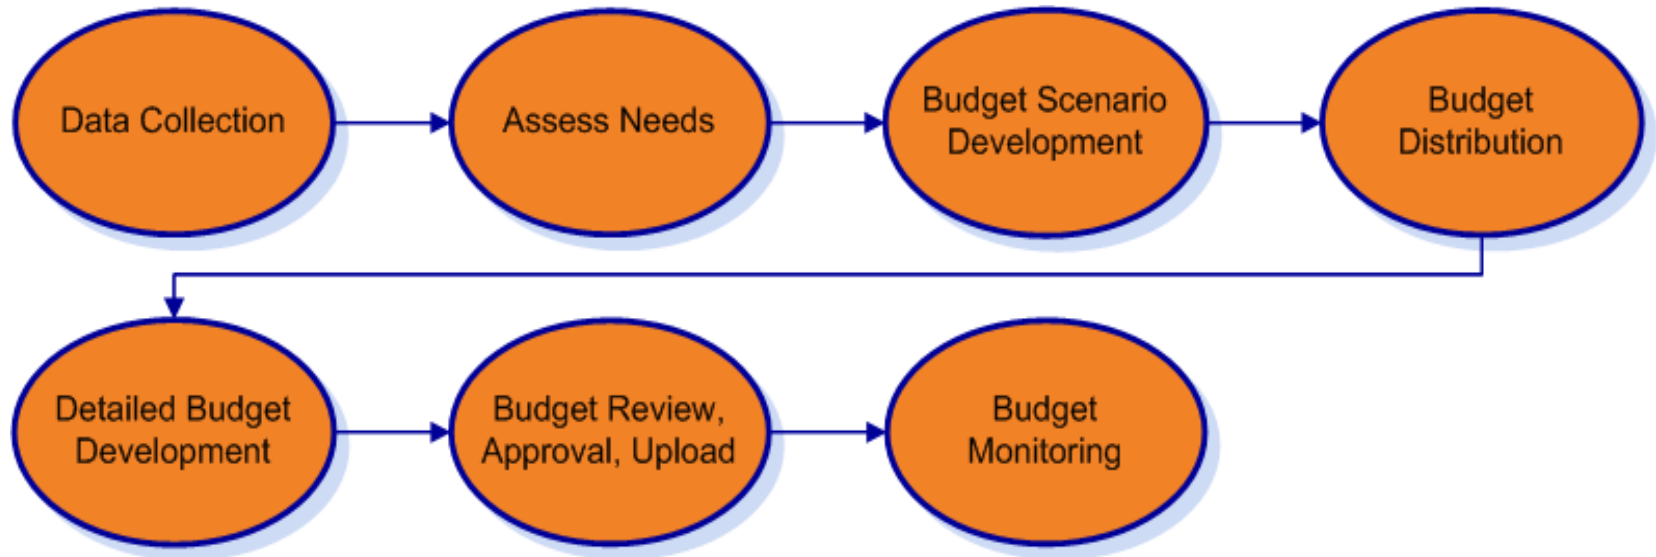 Data Collection
Assess Needs
Budget Scenario
Development
Budget
Distribution
Detailed Budget
Development
Budget Review,
Approval, Upload
Budget
Monitoring